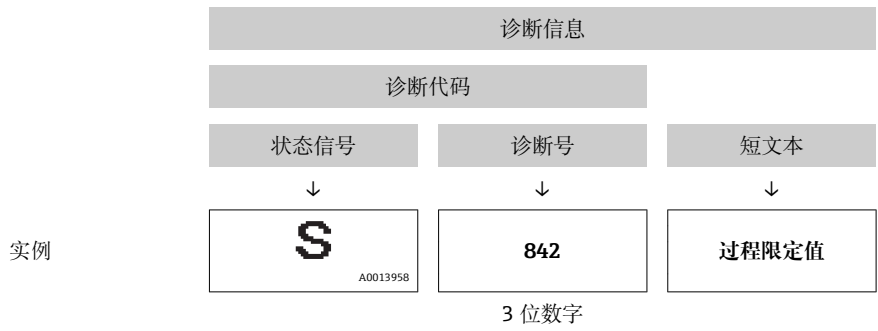 诊断信息
诊断代码
状态信号 诊断号 短文本
↓ ↓ ↓
实例 S 842 过程限定值
A0013958
3 位数字